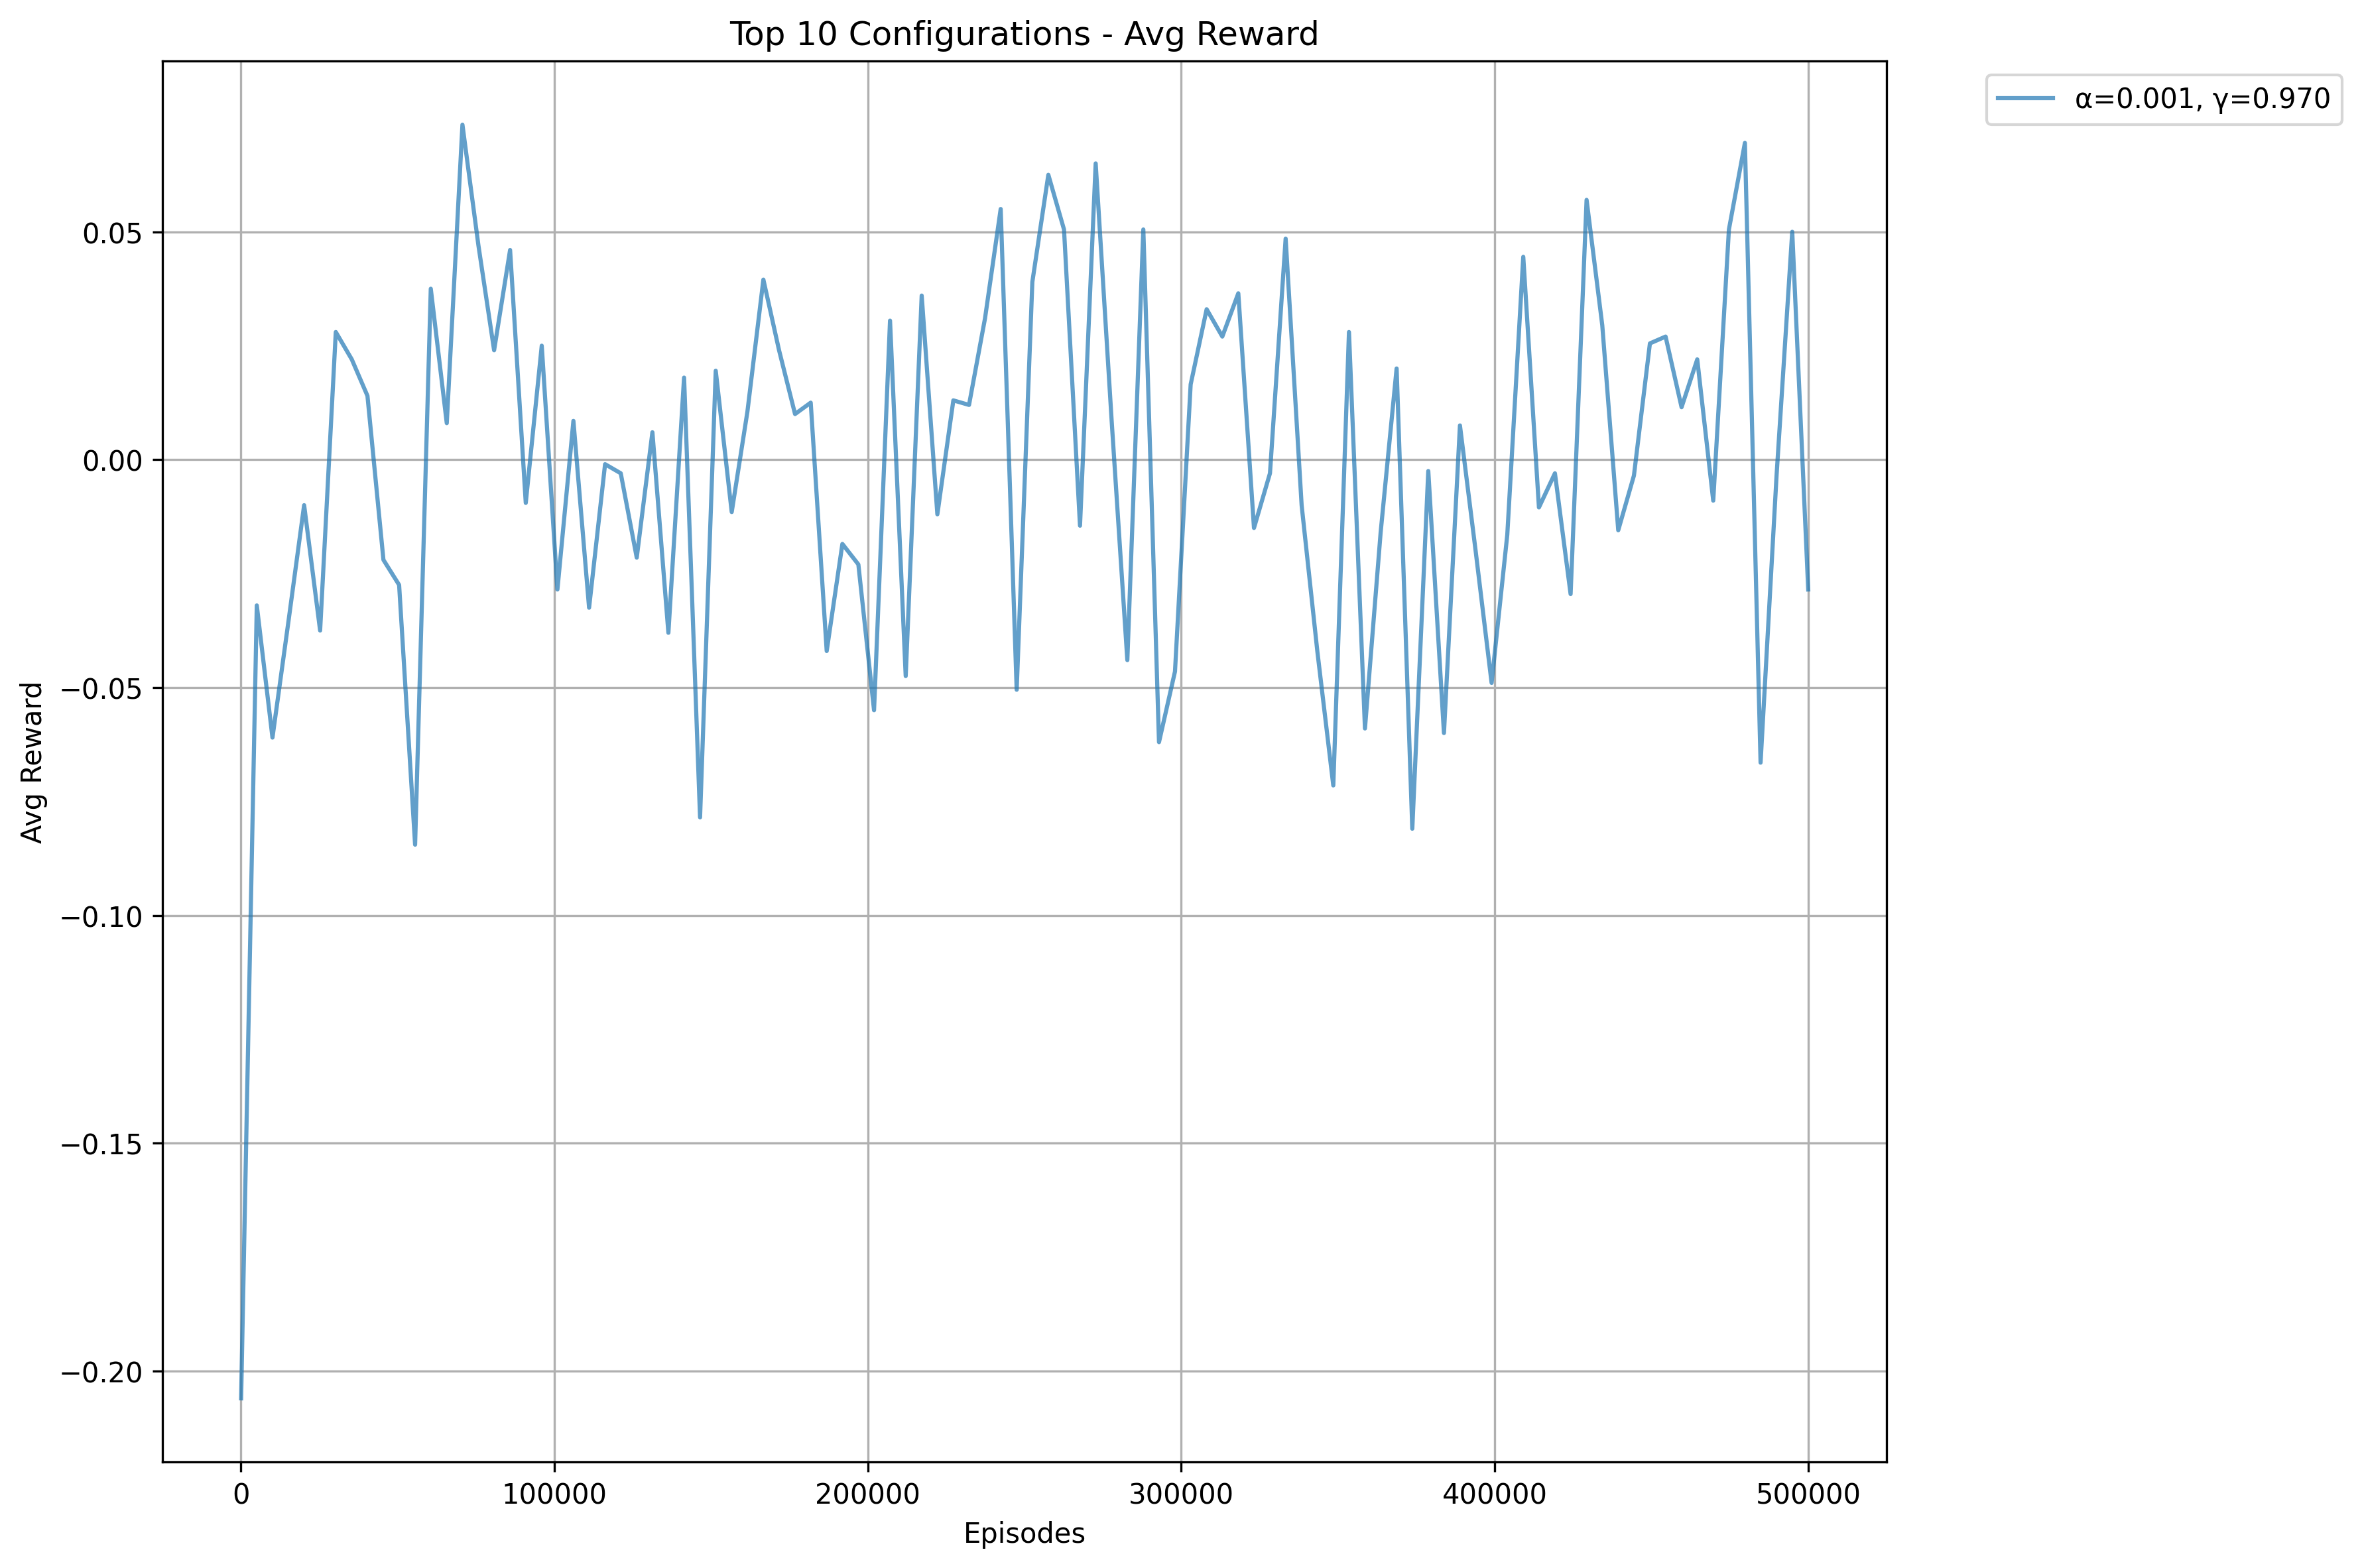 Top 10 Configurations - Avg Reward
α=0.001, γ=0.970
Avg Reward
0.05
0.00
−0.05
−0.10
−0.15
−0.20
0 100000 200000 300000 400000 500000
Episodes